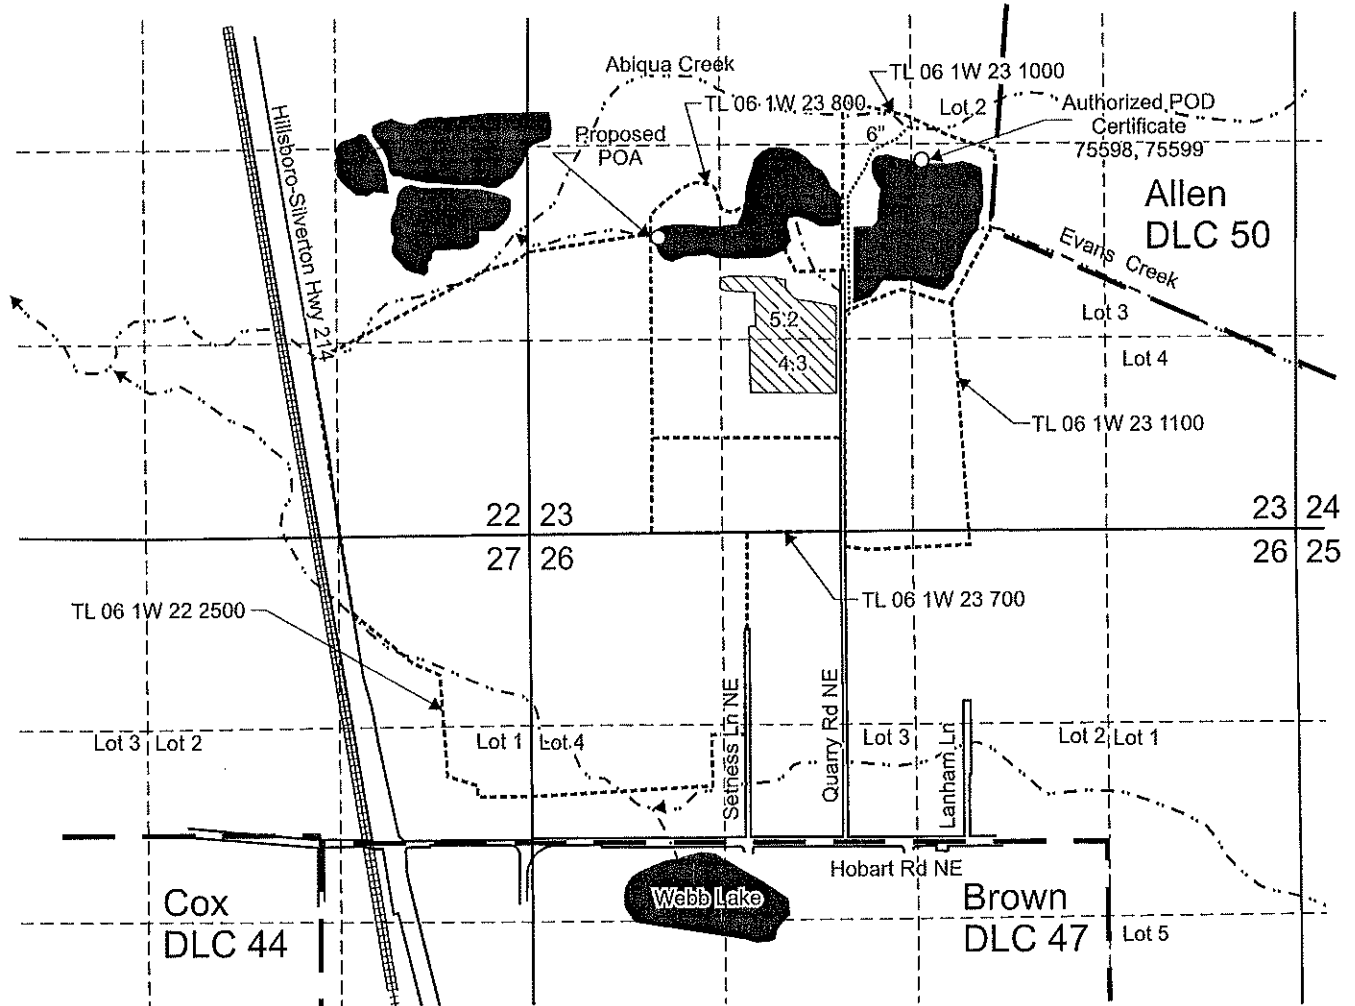 Abiqua Creek
TL 06 1W 23 1000
TL 06 1W 23 800
Lot 2
Authorized POD
Certificate
75598, 75599
Proposed
POA
6"
Hillsboro-Silverton Hwy 214
Allen
DLC 50
Evans Creek
Lot 3
5.2
Lot 4
4.3
TL 06 1W 23 1100
22 23
23 24
27 26
26 25
TL 06 1W 22 2500
TL 06 1W 23 700
Setness Ln NE
Quarry Rd NE
Lanham Ln
Lot 3 Lot 2
Lot 1 Lot 4
Lot 3
Lot 2 Lot 1
Hobart Rd NE
Webb Lake
Cox
DLC 44
Brown
DLC 47
Lot 5